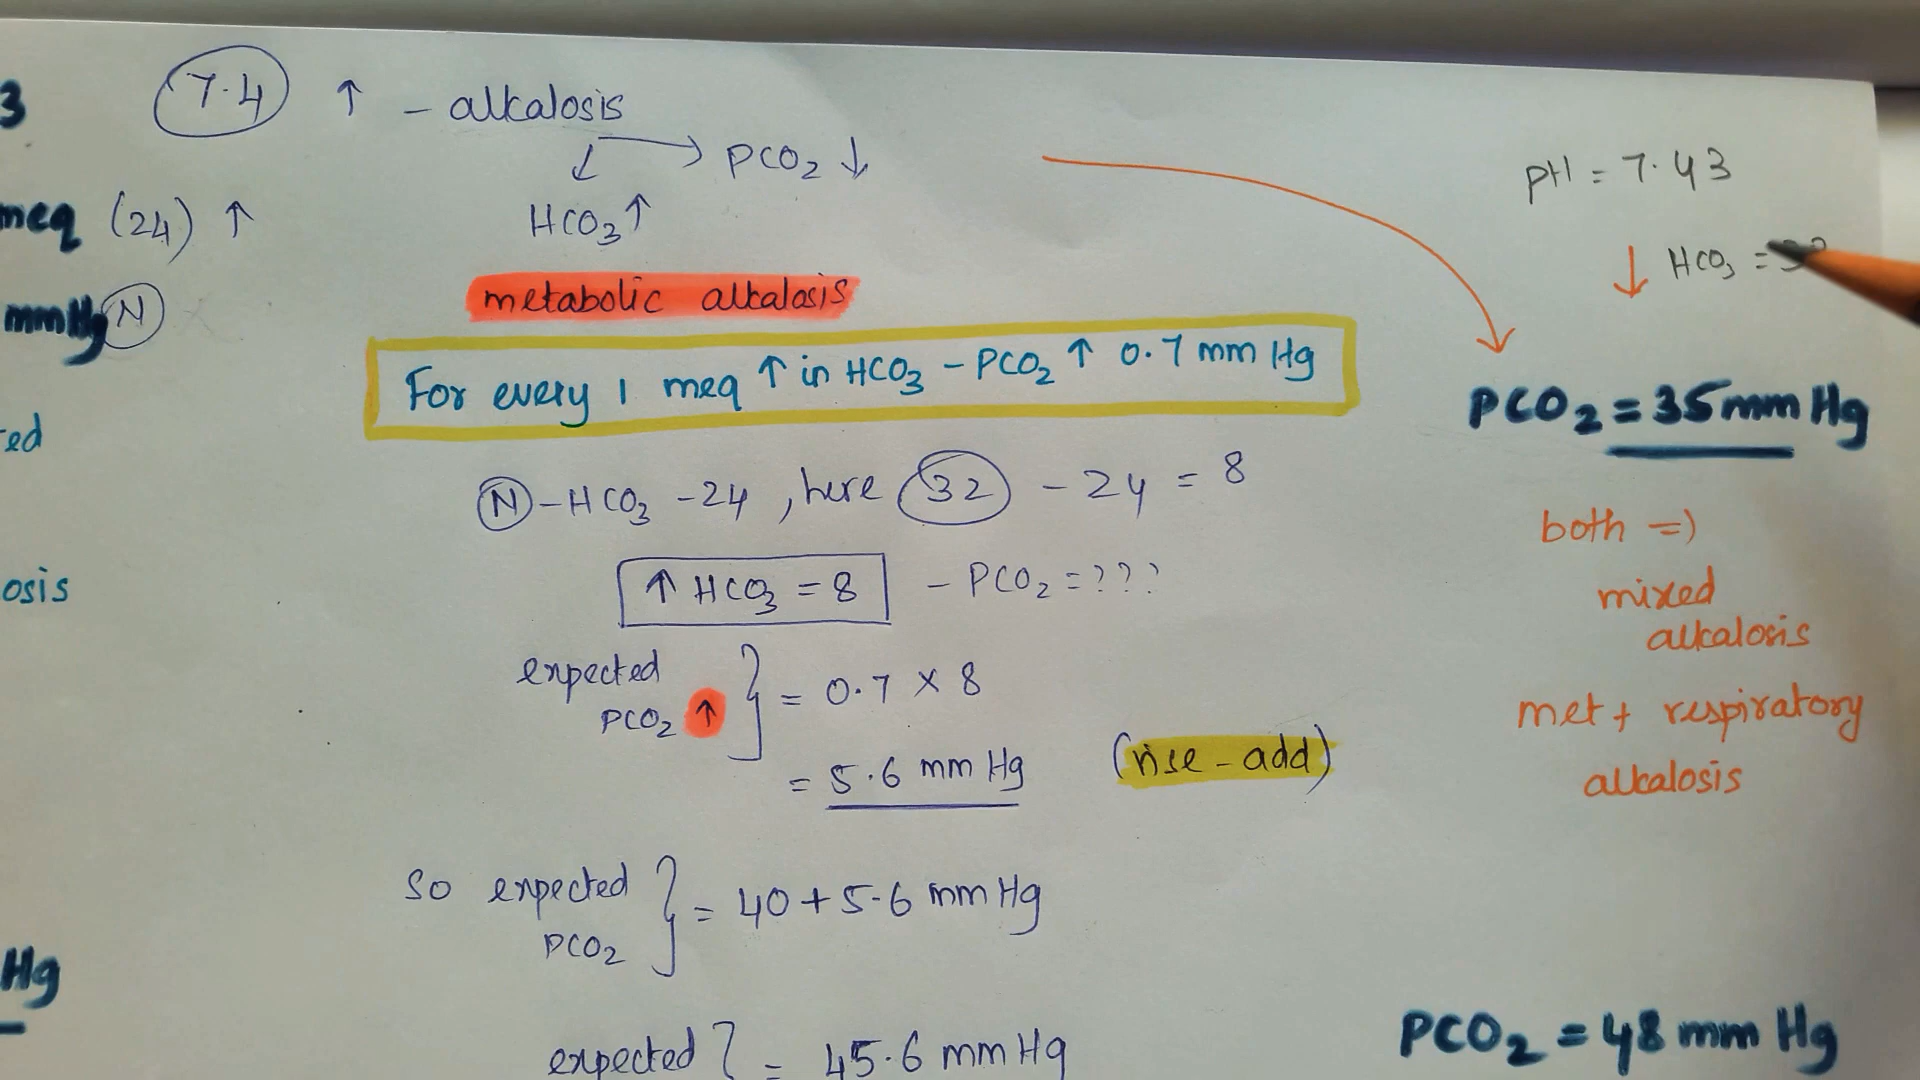 3 7.4 ↑ - alkalosis
↓ → PCO2 ↓
pH = 7.43
meq (24) ↑ HCO3 ↑
↓ HCO3 =
metabolic alkalosis
mmHg N
For every 1 meq ↑ in HCO3 - PCO2 ↑ 0.7 mm Hg
PCO2 = 35 mm Hg
ed
N - HCO3 - 24, here 32 - 24 = 8
both =)
osis
↑ HCO3 = 8 - PCO2 = ???
mixed
alkalosis
expected
PCO2 ↑ } = 0.7 × 8
met + respiratory
alkalosis
= 5.6 mm Hg (rise - add)
So expected
PCO2 } = 40 + 5.6 mm Hg
Hg
expected } = 45.6 mm Hg
PCO2 = 48 mm Hg